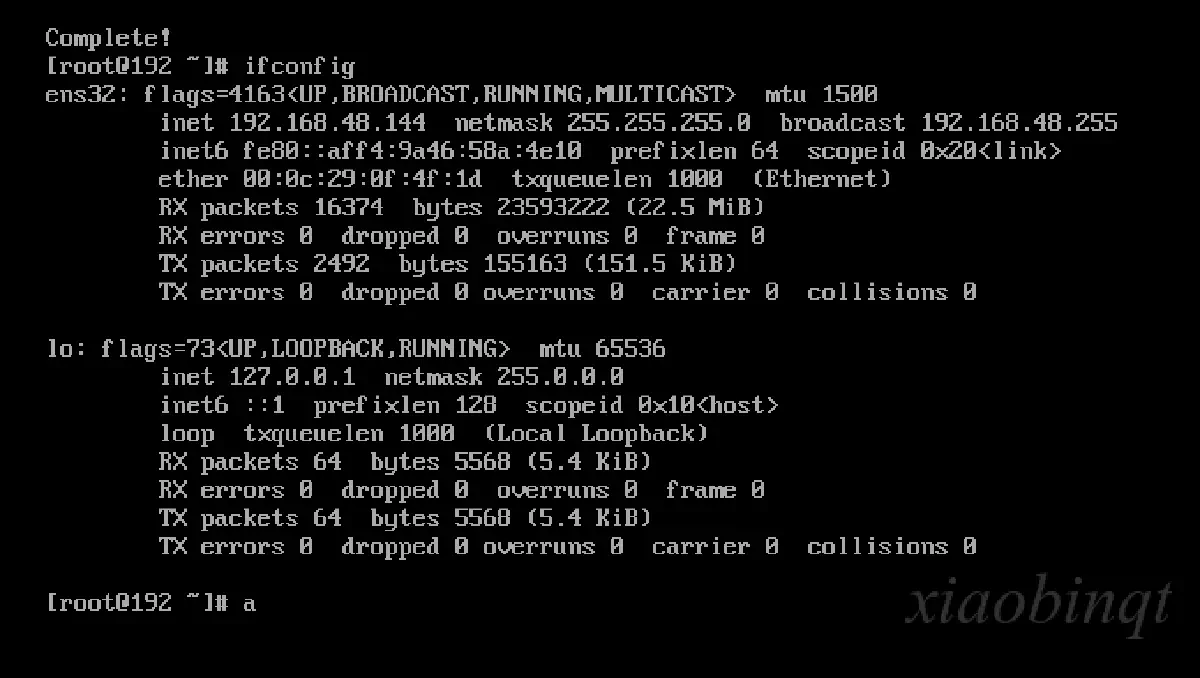 Complete!
[root@192 ~]# ifconfig
ens32: flags=4163<UP,BROADCAST,RUNNING,MULTICAST>  mtu 1500
        inet 192.168.48.144  netmask 255.255.255.0  broadcast 192.168.48.255
        inet6 fe80::aff4:9a46:58a:4e10  prefixlen 64  scopeid 0x20<link>
        ether 00:0c:29:0f:4f:1d  txqueuelen 1000  (Ethernet)
        RX packets 16374  bytes 23593222 (22.5 MiB)
        RX errors 0  dropped 0  overruns 0  frame 0
        TX packets 2492  bytes 155163 (151.5 KiB)
        TX errors 0  dropped 0 overruns 0  carrier 0  collisions 0

lo: flags=73<UP,LOOPBACK,RUNNING>  mtu 65536
        inet 127.0.0.1  netmask 255.0.0.0
        inet6 ::1  prefixlen 128  scopeid 0x10<host>
        loop  txqueuelen 1000  (Local Loopback)
        RX packets 64  bytes 5568 (5.4 KiB)
        RX errors 0  dropped 0  overruns 0  frame 0
        TX packets 64  bytes 5568 (5.4 KiB)
        TX errors 0  dropped 0 overruns 0  carrier 0  collisions 0

[root@192 ~]# a
xiaobinqt